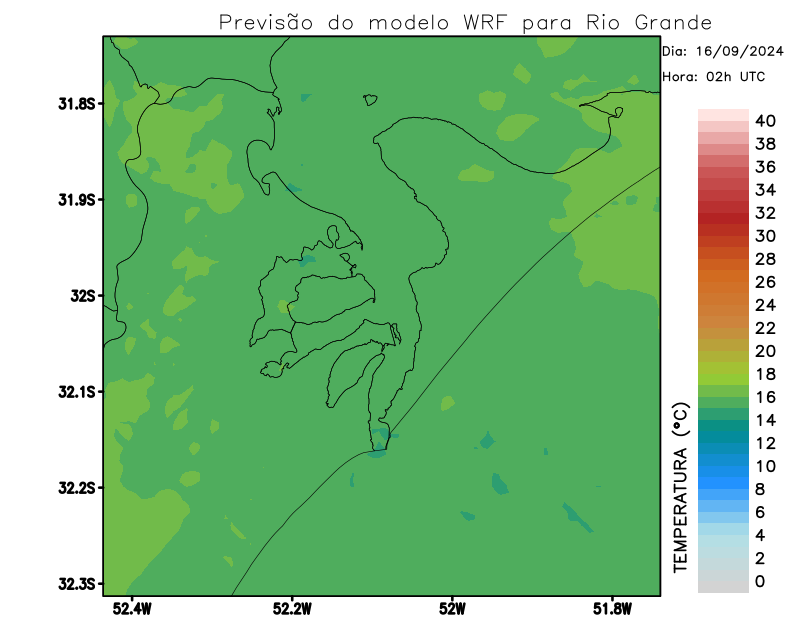 Previsão do modelo WRF para Rio Grande
Dia: 16/09/2024
Hora: 02h UTC
31.8S
31.9S
32S
32.1S
32.2S
32.3S
52.4W
52.2W
52W
51.8W
TEMPERATURA (°C)
40
38
36
34
32
30
28
26
24
22
20
18
16
14
12
10
8
6
4
2
0